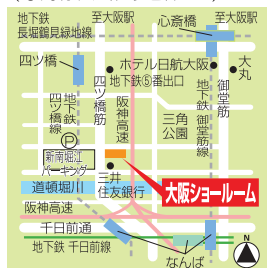 地下鉄
長堀鶴見緑地線
至大阪駅
心斎橋
至大阪駅
四ツ橋
ホテル日航大阪
地下鉄⑤番出口
大丸
四ツ橋筋
阪神高速
地下鉄 御堂筋線
御堂筋
地下鉄
四ツ橋線
三角
公園
P
新南堀江
パーキング
三井
住友銀行
大阪ショールーム
道頓堀川
阪神高速
千日前通
地下鉄 千日前線
なんば
N